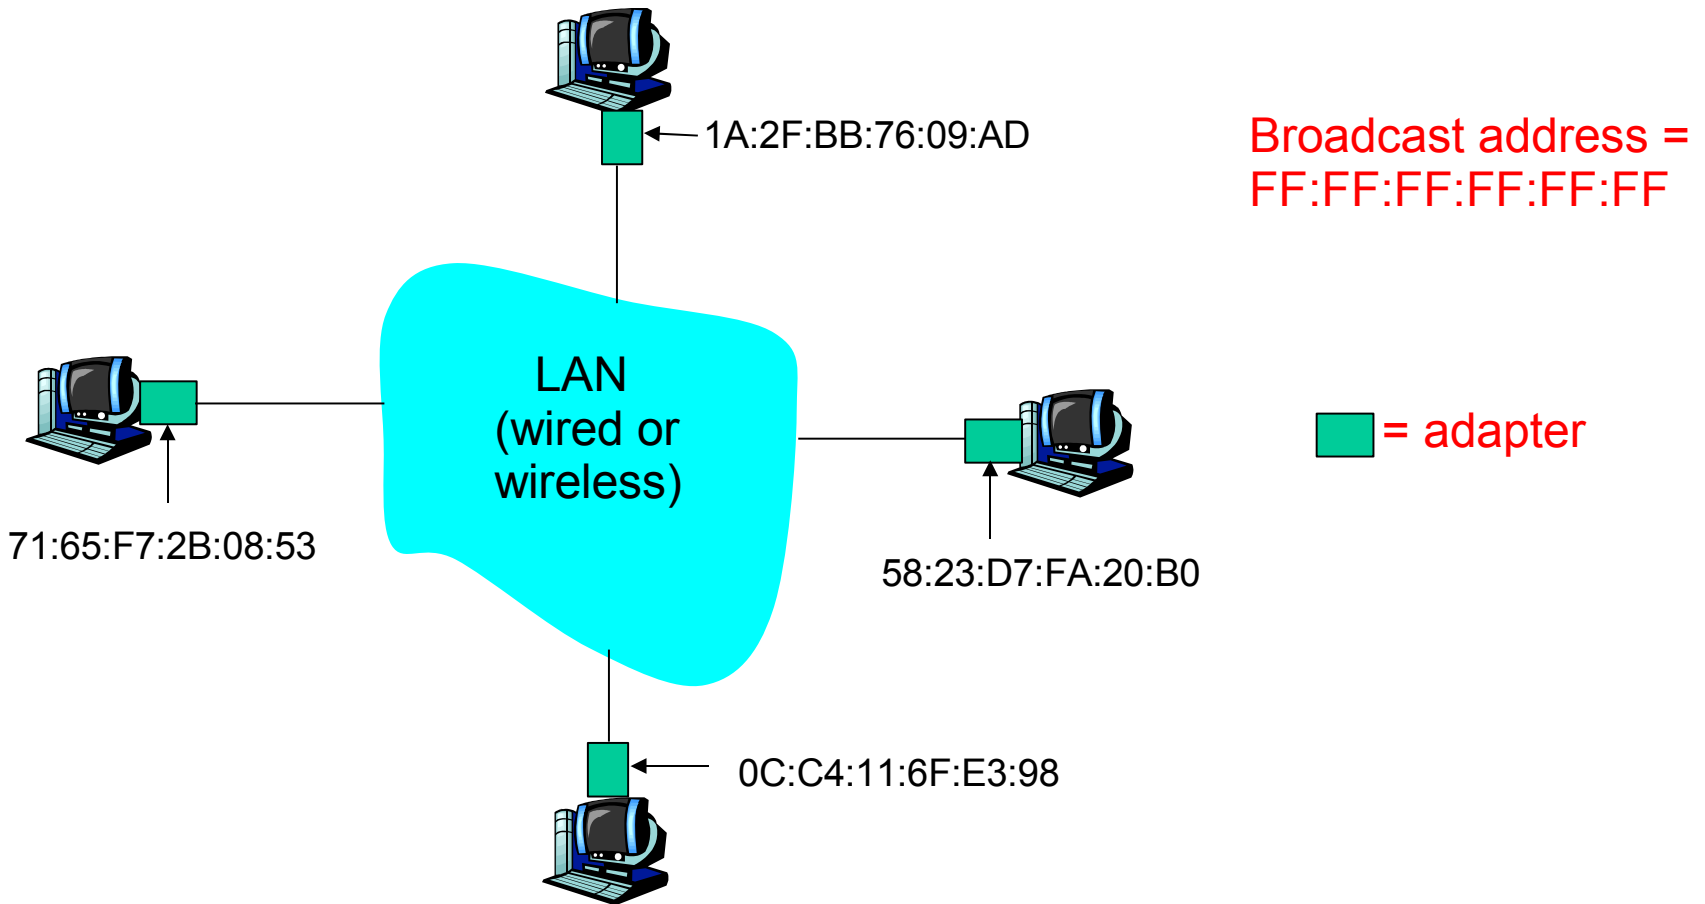 1A:2F:BB:76:09:AD
Broadcast address =
FF:FF:FF:FF:FF:FF
LAN
(wired or
wireless)
= adapter
71:65:F7:2B:08:53
58:23:D7:FA:20:B0
0C:C4:11:6F:E3:98